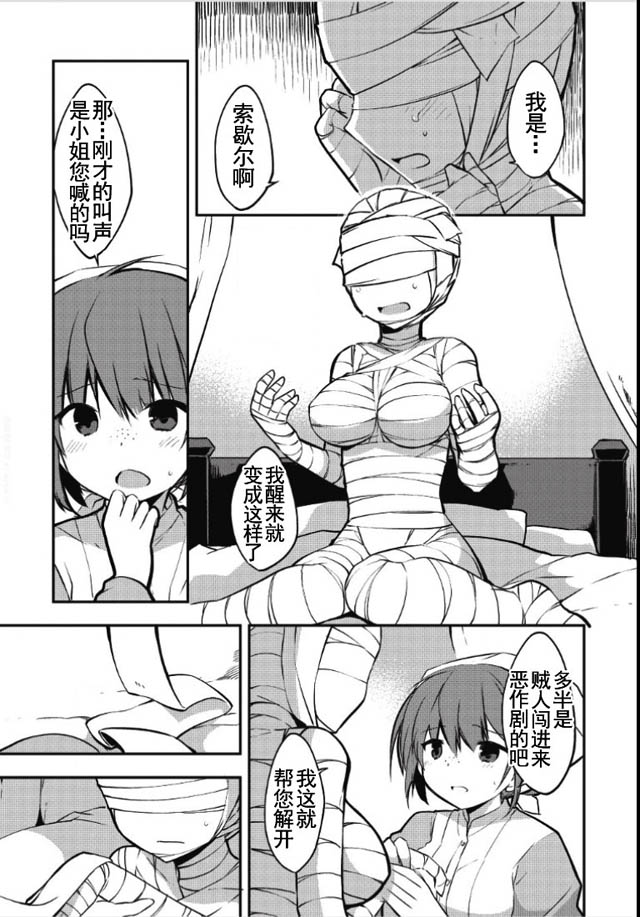 我是…
索歇尔啊
那…刚才的叫声
是小姐您喊的吗
我醒来就
变成这样了
多半是
贼人闯进来
恶作剧的吧
我这就
帮您解开